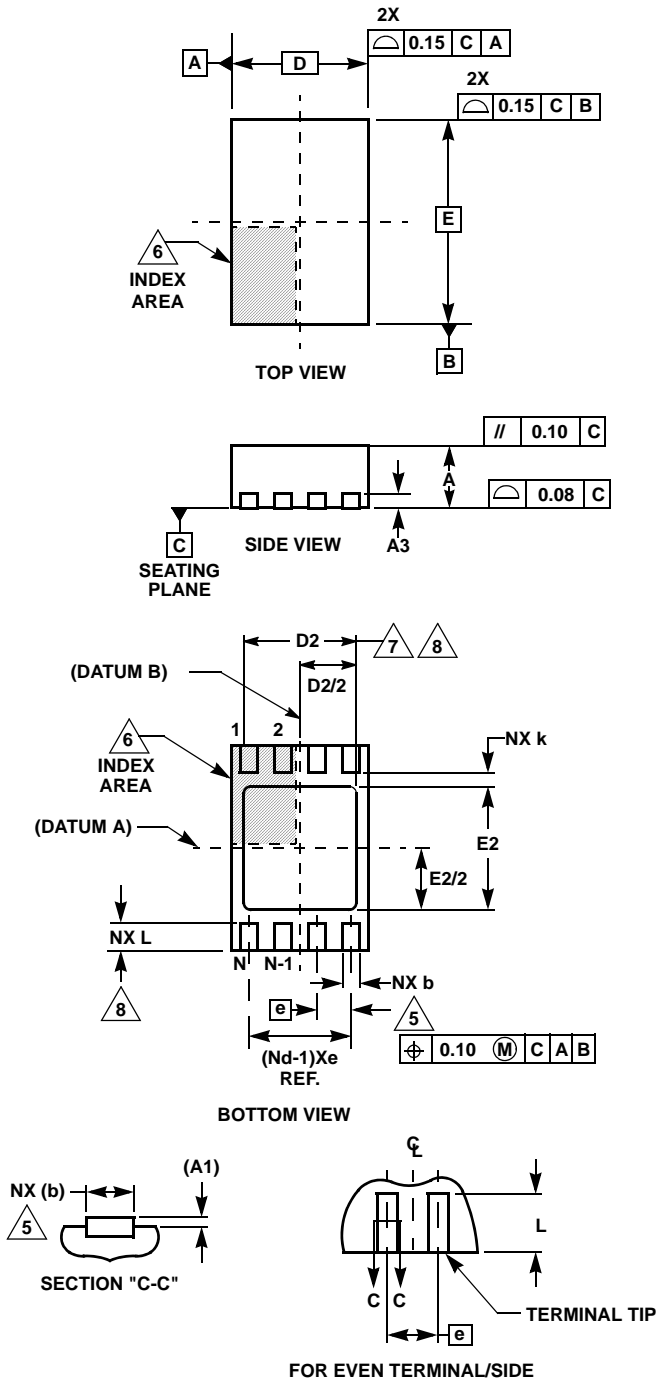 2X
⌓ 0.15 C A
A D
2X
⌓ 0.15 C B
E
6
INDEX
AREA
B
TOP VIEW
// 0.10 C
A
⌓ 0.08 C
C
SEATING
PLANE
SIDE VIEW
A3
D2
7 8
(DATUM B)
D2/2
1 2
6
INDEX
AREA
NX k
(DATUM A)
E2
E2/2
NX L
8
N N-1
NX b
e
5
(Nd-1)Xe
REF.
⌖ 0.10 Ⓜ C A B
BOTTOM VIEW
(A1)
NX (b)
5
SECTION "C-C"
℄
L
C C
TERMINAL TIP
e
FOR EVEN TERMINAL/SIDE